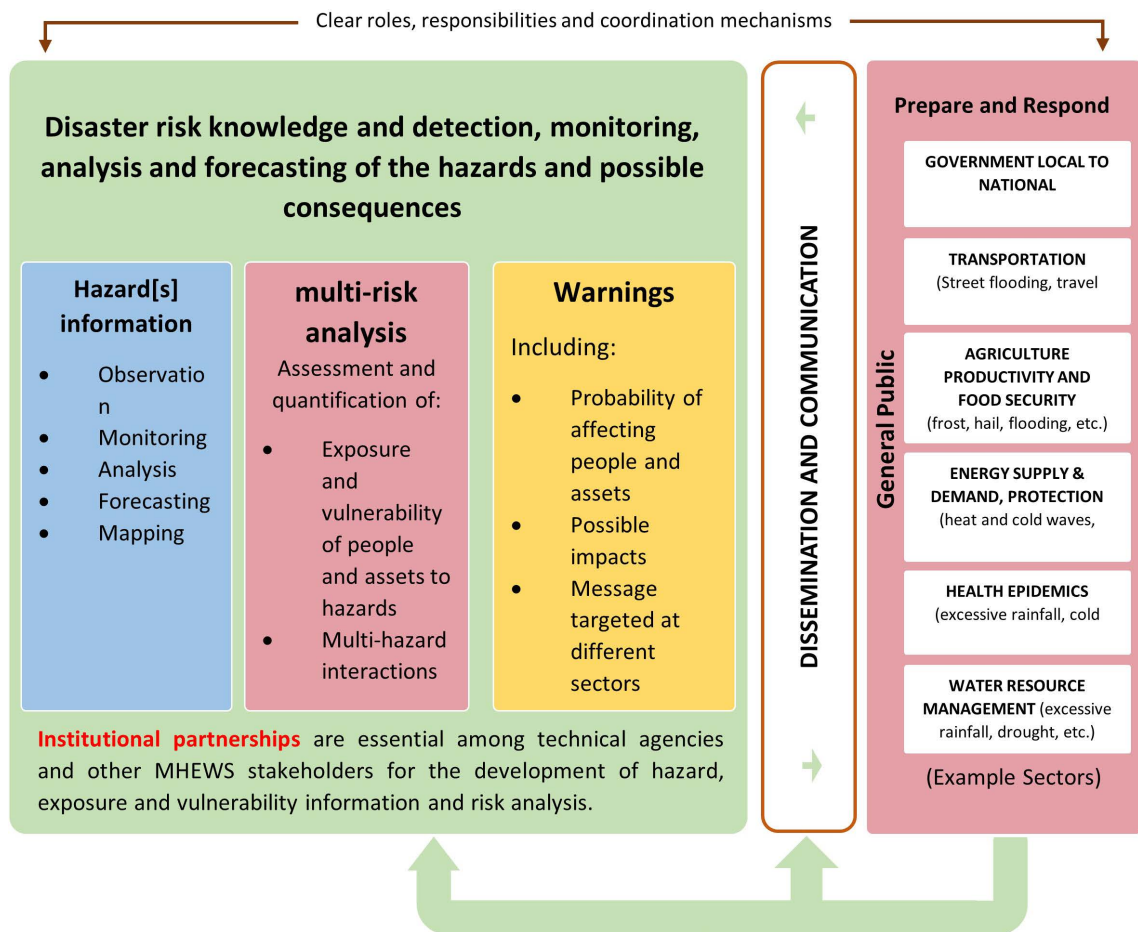 Clear roles, responsibilities and coordination mechanisms
Disaster risk knowledge and detection, monitoring,
analysis and forecasting of the hazards and possible
consequences
Hazard[s]
information
• Observatio
n
• Monitoring
• Analysis
• Forecasting
• Mapping
multi-risk
analysis
Assessment and
quantification of:
• Exposure
and
vulnerability
of people
and assets to
hazards
• Multi-hazard
interactions
Warnings
Including:
• Probability of
affecting
people and
assets
• Possible
impacts
• Message
targeted at
different
sectors
Institutional partnerships are essential among technical agencies
and other MHEWS stakeholders for the development of hazard,
exposure and vulnerability information and risk analysis.
DISSEMINATION AND COMMUNICATION
Prepare and Respond
General Public
GOVERNMENT LOCAL TO
NATIONAL
TRANSPORTATION
(Street flooding, travel
AGRICULTURE
PRODUCTIVITY AND
FOOD SECURITY
(frost, hail, flooding, etc.)
ENERGY SUPPLY &
DEMAND, PROTECTION
(heat and cold waves,
HEALTH EPIDEMICS
(excessive rainfall, cold
WATER RESOURCE
MANAGEMENT (excessive
rainfall, drought, etc.)
(Example Sectors)